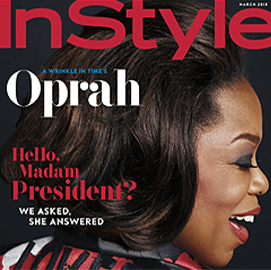 InStyle
MARCH 2018
A WRINKLE IN TIME'S
Oprah
Hello,
Madam
President?
WE ASKED,
SHE ANSWERED